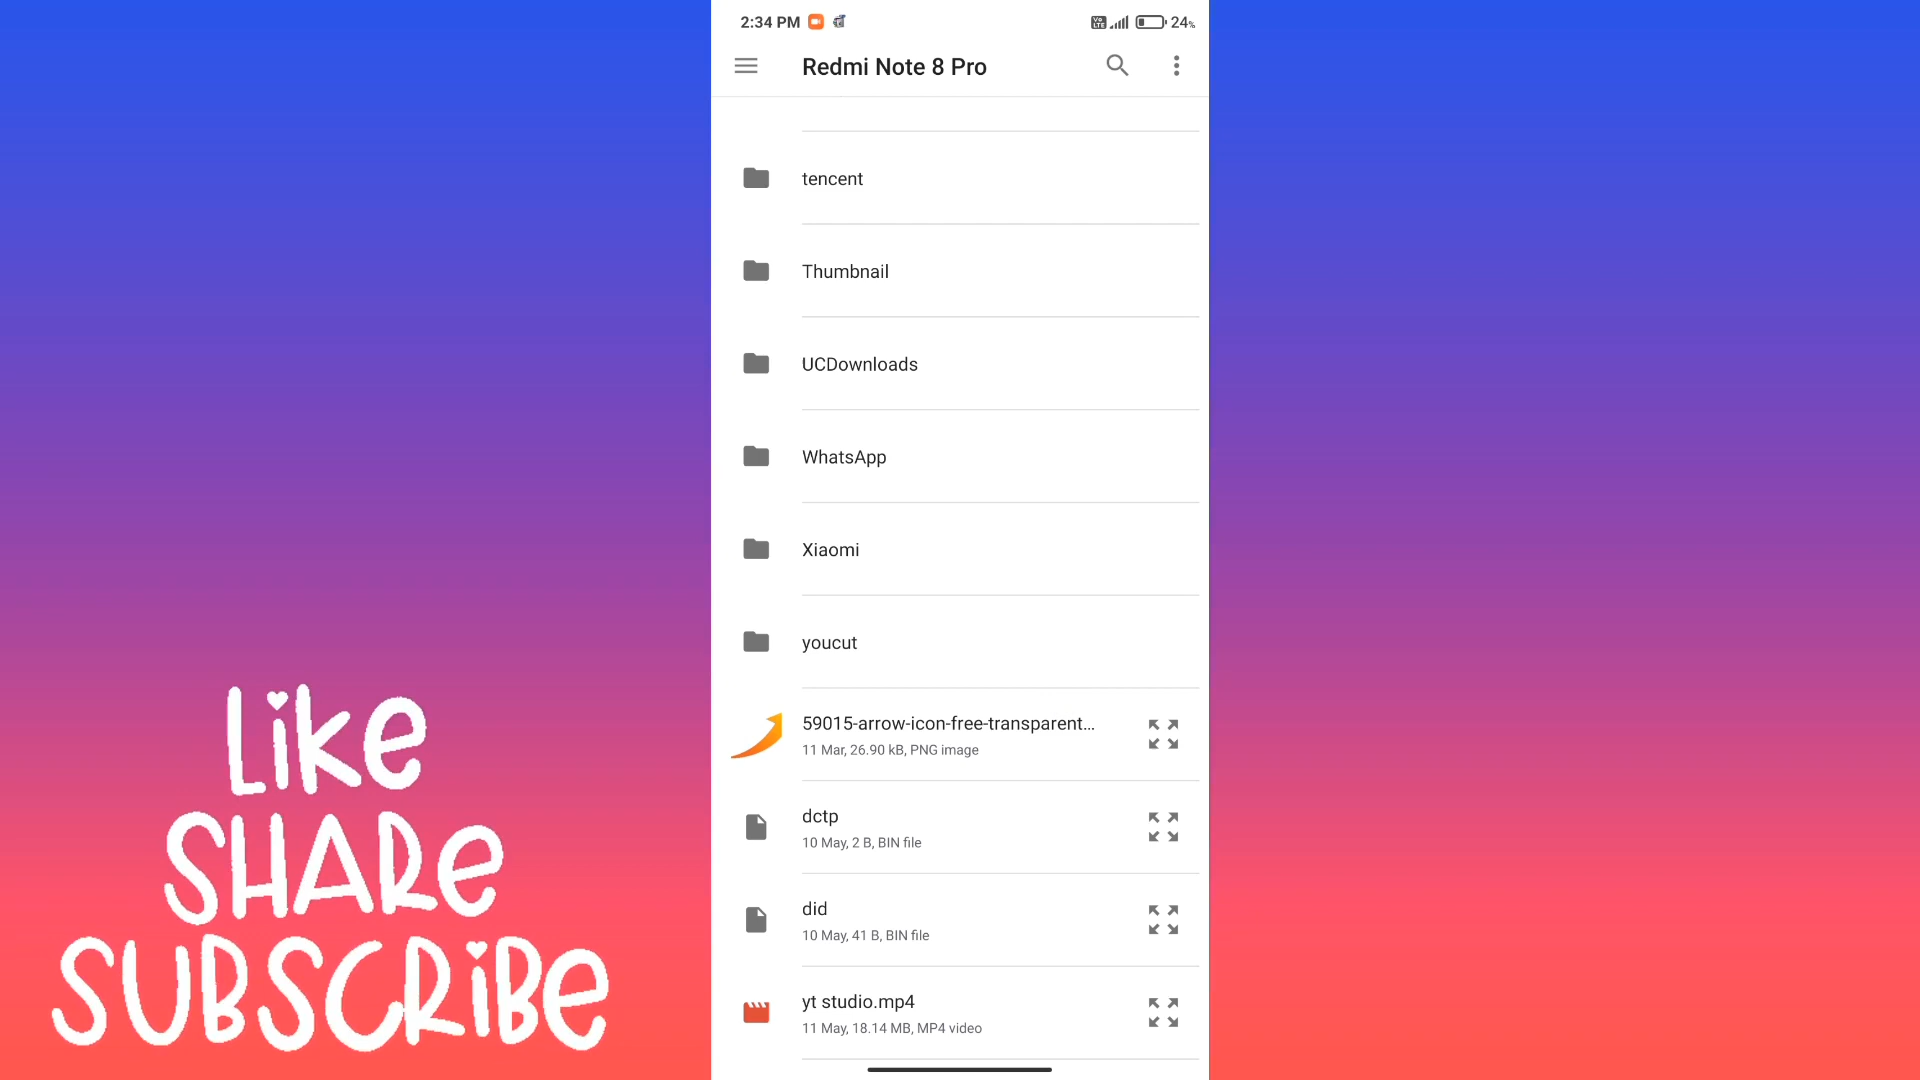 2:34 PM
Vo LTE
24%
Redmi Note 8 Pro
tencent
Thumbnail
UCDownloads
WhatsApp
Xiaomi
youcut
59015-arrow-icon-free-transparent...
11 Mar, 26.90 kB, PNG image
dctp
10 May, 2 B, BIN file
did
10 May, 41 B, BIN file
yt studio.mp4
11 May, 18.14 MB, MP4 video
Like
SHARe
SUBSCRiBe